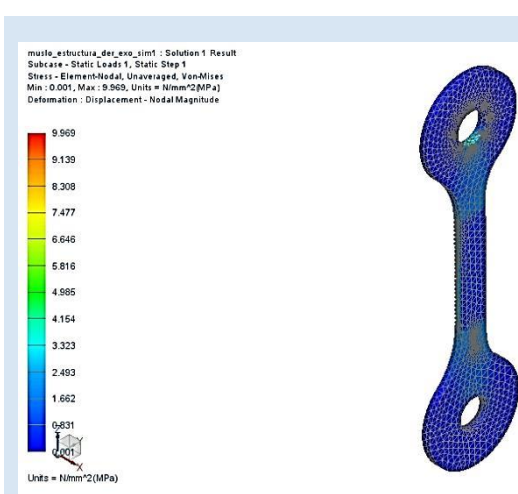 muslo_estructura_der_exo_sim1 : Solution 1 Result
Subcase - Static Loads 1, Static Step 1
Stress - Element-Nodal, Unaveraged, Von-Mises
Min : 0.001, Max : 9.969, Units = N/mm^2(MPa)
Deformation : Displacement - Nodal Magnitude
9.969
9.139
8.308
7.477
6.646
5.816
4.985
4.154
3.323
2.493
1.662
0.831
0.001
Z
Y
X
Units = N/mm^2(MPa)